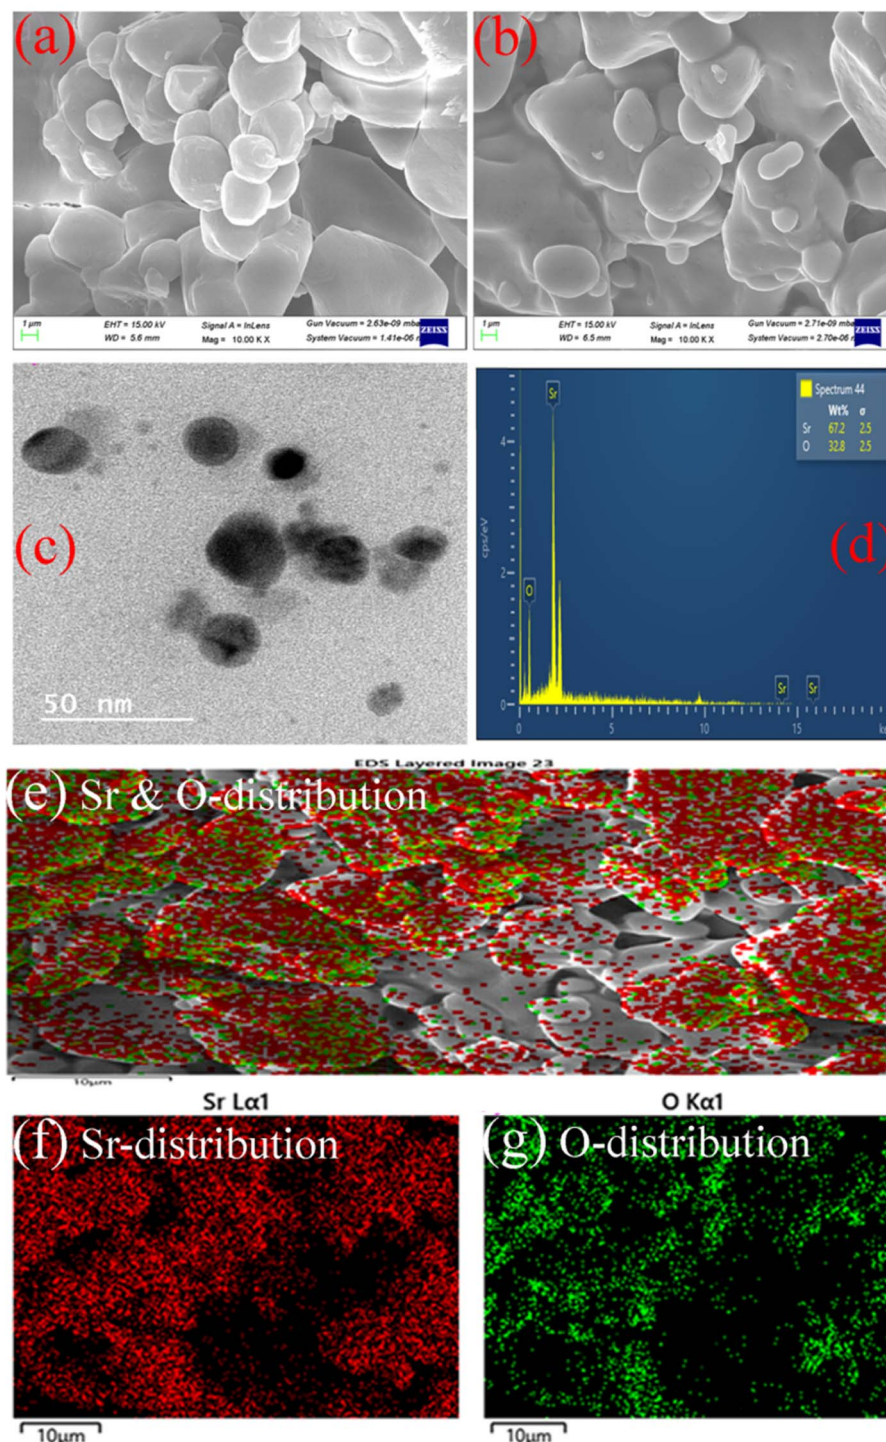 (a)
(b)
1 µm
EHT = 15.00 kV
Signal A = InLens
Gun Vacuum = 2.63e-09 mba
WD = 5.6 mm
Mag = 10.00 K X
System Vacuum = 1.41e-06
ZEISS
1 µm
EHT = 15.00 kV
Signal A = InLens
Gun Vacuum = 2.71e-09 mba
WD = 6.5 mm
Mag = 10.00 K X
System Vacuum = 2.70e-06
ZEISS
(c)
50 nm
(d)
Spectrum 44
Wt% σ
Sr 67.2 2.5
O 32.8 2.5
Sr
O
Sr
Sr
cps/eV
4
2
0
0 5 10 15
EDS Layered Image 23
(e) Sr & O-distribution
10µm
Sr Lα1
(f) Sr-distribution
10µm
O Kα1
(g) O-distribution
10µm